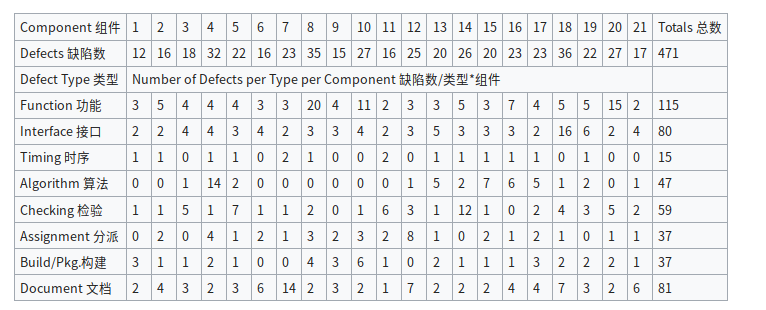 Component 组件 1 2 3 4 5 6 7 8 9 10 11 12 13 14 15 16 17 18 19 20 21 Totals 总数
Defects 缺陷数 12 16 18 32 22 16 23 35 15 27 16 25 20 26 20 23 23 36 22 27 17 471
Defect Type 类型 Number of Defects per Type per Component 缺陷数/类型*组件
Function 功能 3 5 4 4 4 3 3 20 4 11 2 3 3 5 3 7 4 5 5 15 2 115
Interface 接口 2 2 4 4 3 4 2 3 3 4 2 3 5 3 3 3 2 16 6 2 4 80
Timing 时序 1 1 0 1 1 0 2 1 0 0 2 0 1 1 1 1 1 0 1 0 0 15
Algorithm 算法 0 0 1 14 2 0 0 0 0 0 0 1 5 2 7 6 5 1 2 0 1 47
Checking 检验 1 1 5 1 7 1 1 2 0 1 6 3 1 12 1 0 2 4 3 5 2 59
Assignment 分派 0 2 0 4 1 2 1 3 2 3 2 8 1 0 2 1 2 1 0 1 1 37
Build/Pkg.构建 3 1 1 2 1 0 0 4 3 6 1 0 2 1 1 1 3 2 2 2 1 37
Document 文档 2 4 3 2 3 6 14 2 3 2 1 7 2 2 2 4 4 7 3 2 6 81